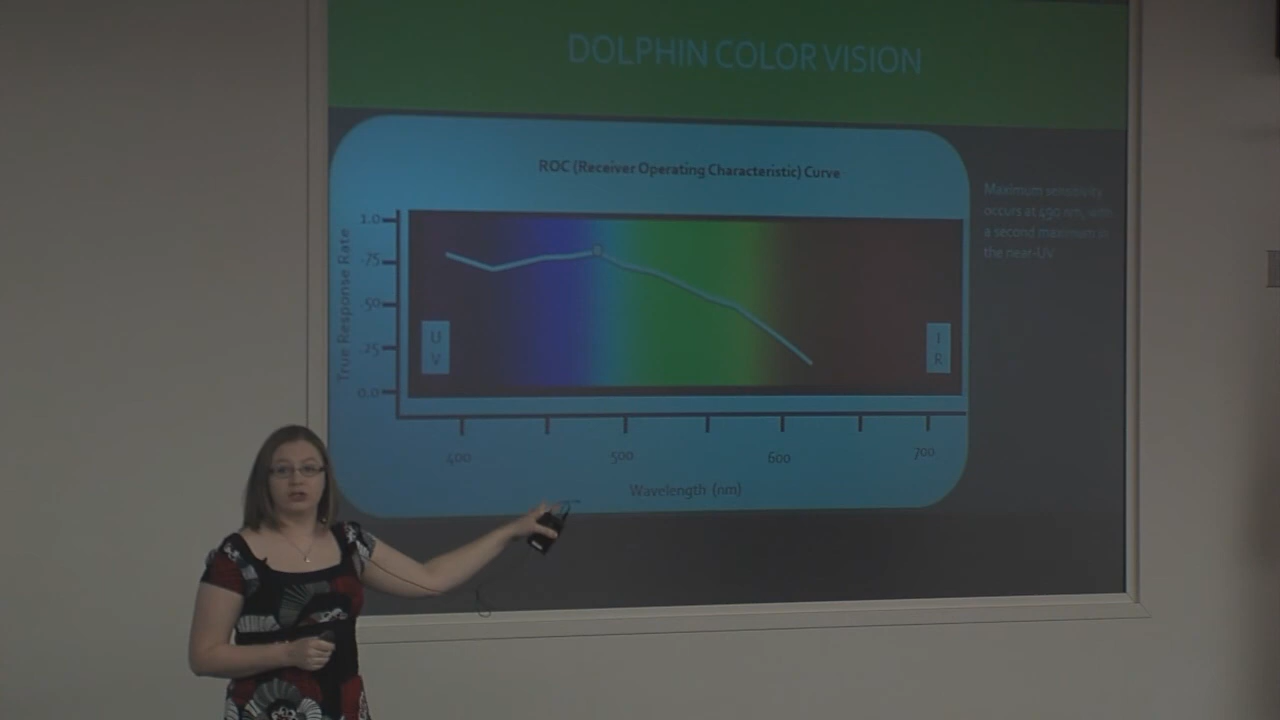 DOLPHIN COLOR VISION
ROC (Receiver Operating Characteristic) Curve
Maximum sensitivity
occurs at 490 nm, with
a second maximum in
the near-UV
True Response Rate
1.0
.75
.50
.25
0.0
U
V
I
R
400
500
600
700
Wavelength (nm)